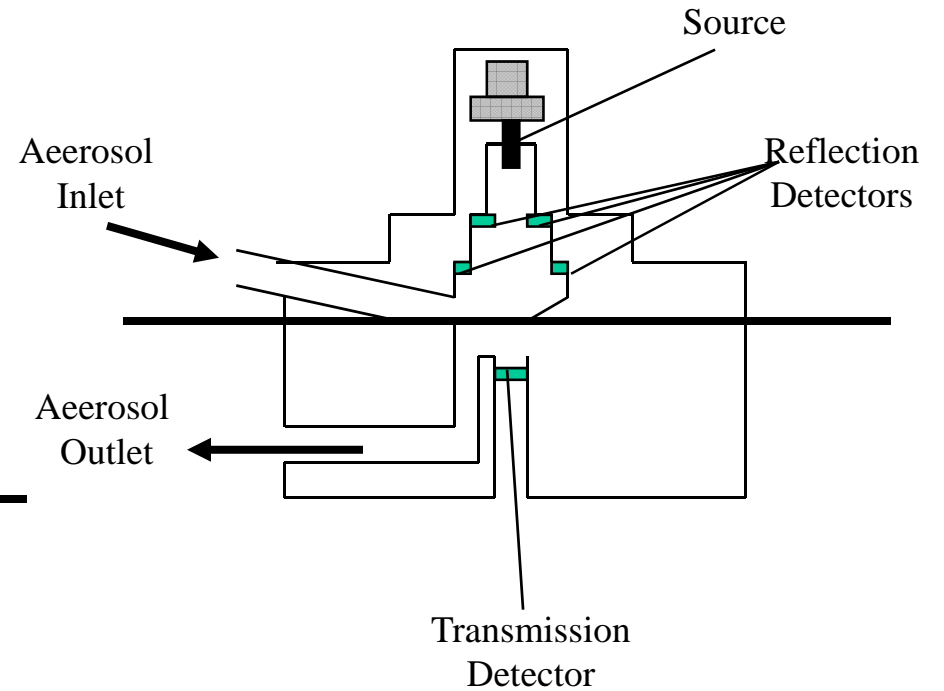 Source
Aeerosol
Inlet
Reflection
Detectors
Aeerosol
Outlet
Transmission
Detector